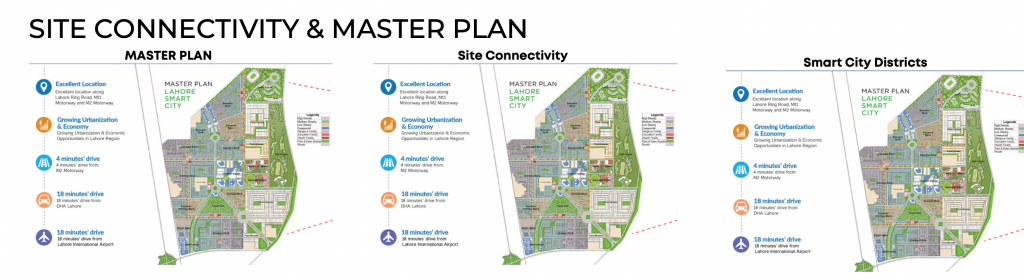 SITE CONNECTIVITY & MASTER PLAN
MASTER PLAN
Excellent Location
Excellent location along
Lahore Ring Road, M11
Motorway and M2 Motorway
Growing Urbanization
& Economy
Growing Urbanization & Economic
Opportunities in Lahore Region
4 minutes' drive
4 minutes' drive from
M2 Motorway
18 minutes' drive
18 minutes' drive from
DHA Lahore
18 minutes' drive
18 minutes' drive from
Lahore International Airport
MASTER PLAN
LAHORE
SMART
CITY
Legends
Site Connectivity
Excellent Location
Excellent location along
Lahore Ring Road, M11
Motorway and M2 Motorway
Growing Urbanization
& Economy
Growing Urbanization & Economic
Opportunities in Lahore Region
4 minutes' drive
4 minutes' drive from
M2 Motorway
18 minutes' drive
18 minutes' drive from
DHA Lahore
18 minutes' drive
18 minutes' drive from
Lahore International Airport
MASTER PLAN
LAHORE
SMART
CITY
Legends
Smart City Districts
Excellent Location
Excellent location along
Lahore Ring Road, M11
Motorway and M2 Motorway
Growing Urbanization
& Economy
Growing Urbanization & Economic
Opportunities in Lahore Region
4 minutes' drive
4 minutes' drive from
M2 Motorway
18 minutes' drive
18 minutes' drive from
DHA Lahore
18 minutes' drive
18 minutes' drive from
Lahore International Airport
MASTER PLAN
LAHORE
SMART
CITY
Legends